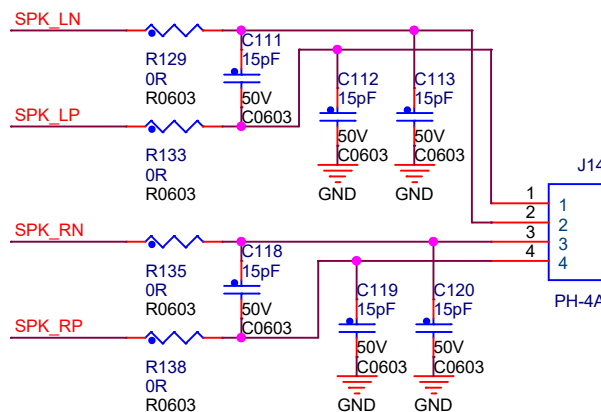 SPK_LN
R129
0R
R0603
C111
15pF
50V
C0603
SPK_LP
R133
0R
R0603
C112
15pF
50V
C0603
GND
C113
15pF
50V
C0603
GND
J14
1
2
3
4
1
2
3
4
PH-4A
SPK_RN
R135
0R
R0603
C118
15pF
50V
C0603
SPK_RP
R138
0R
R0603
C119
15pF
50V
C0603
GND
C120
15pF
50V
C0603
GND